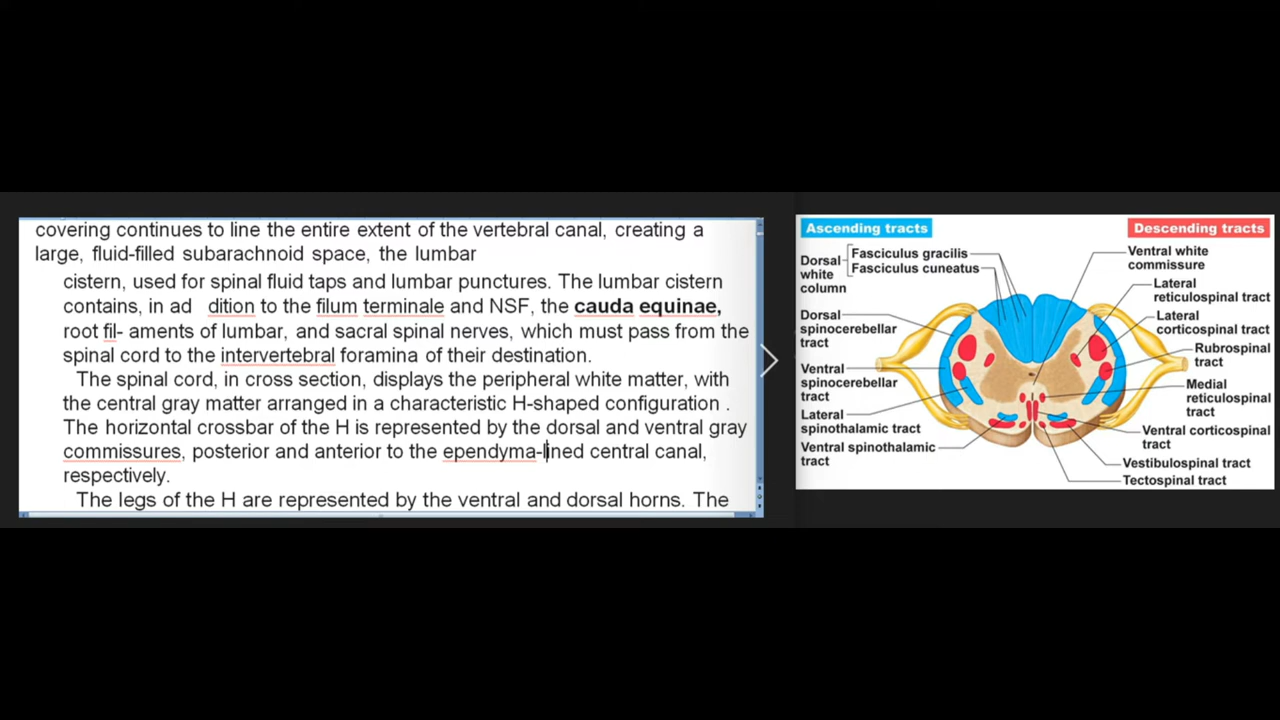 covering continues to line the entire extent of the vertebral canal, creating a
large, fluid-filled subarachnoid space, the lumbar
cistern, used for spinal fluid taps and lumbar punctures. The lumbar cistern
contains, in ad dition to the filum terminale and NSF, the cauda equinae,
root fil- aments of lumbar, and sacral spinal nerves, which must pass from the
spinal cord to the intervertebral foramina of their destination.
The spinal cord, in cross section, displays the peripheral white matter, with
the central gray matter arranged in a characteristic H-shaped configuration .
The horizontal crossbar of the H is represented by the dorsal and ventral gray
commissures, posterior and anterior to the ependyma-lined central canal,
respectively.
The legs of the H are represented by the ventral and dorsal horns. The
Ascending tracts
Dorsal
white
column
Fasciculus gracilis
Fasciculus cuneatus
Dorsal
spinocerebellar
tract
Ventral
spinocerebellar
tract
Lateral
spinothalamic tract
Ventral spinothalamic
tract
Descending tracts
Ventral white
commissure
Lateral
reticulospinal tract
Lateral
corticospinal tract
Rubrospinal
tract
Medial
reticulospinal
tract
Ventral corticospinal
tract
Vestibulospinal tract
Tectospinal tract